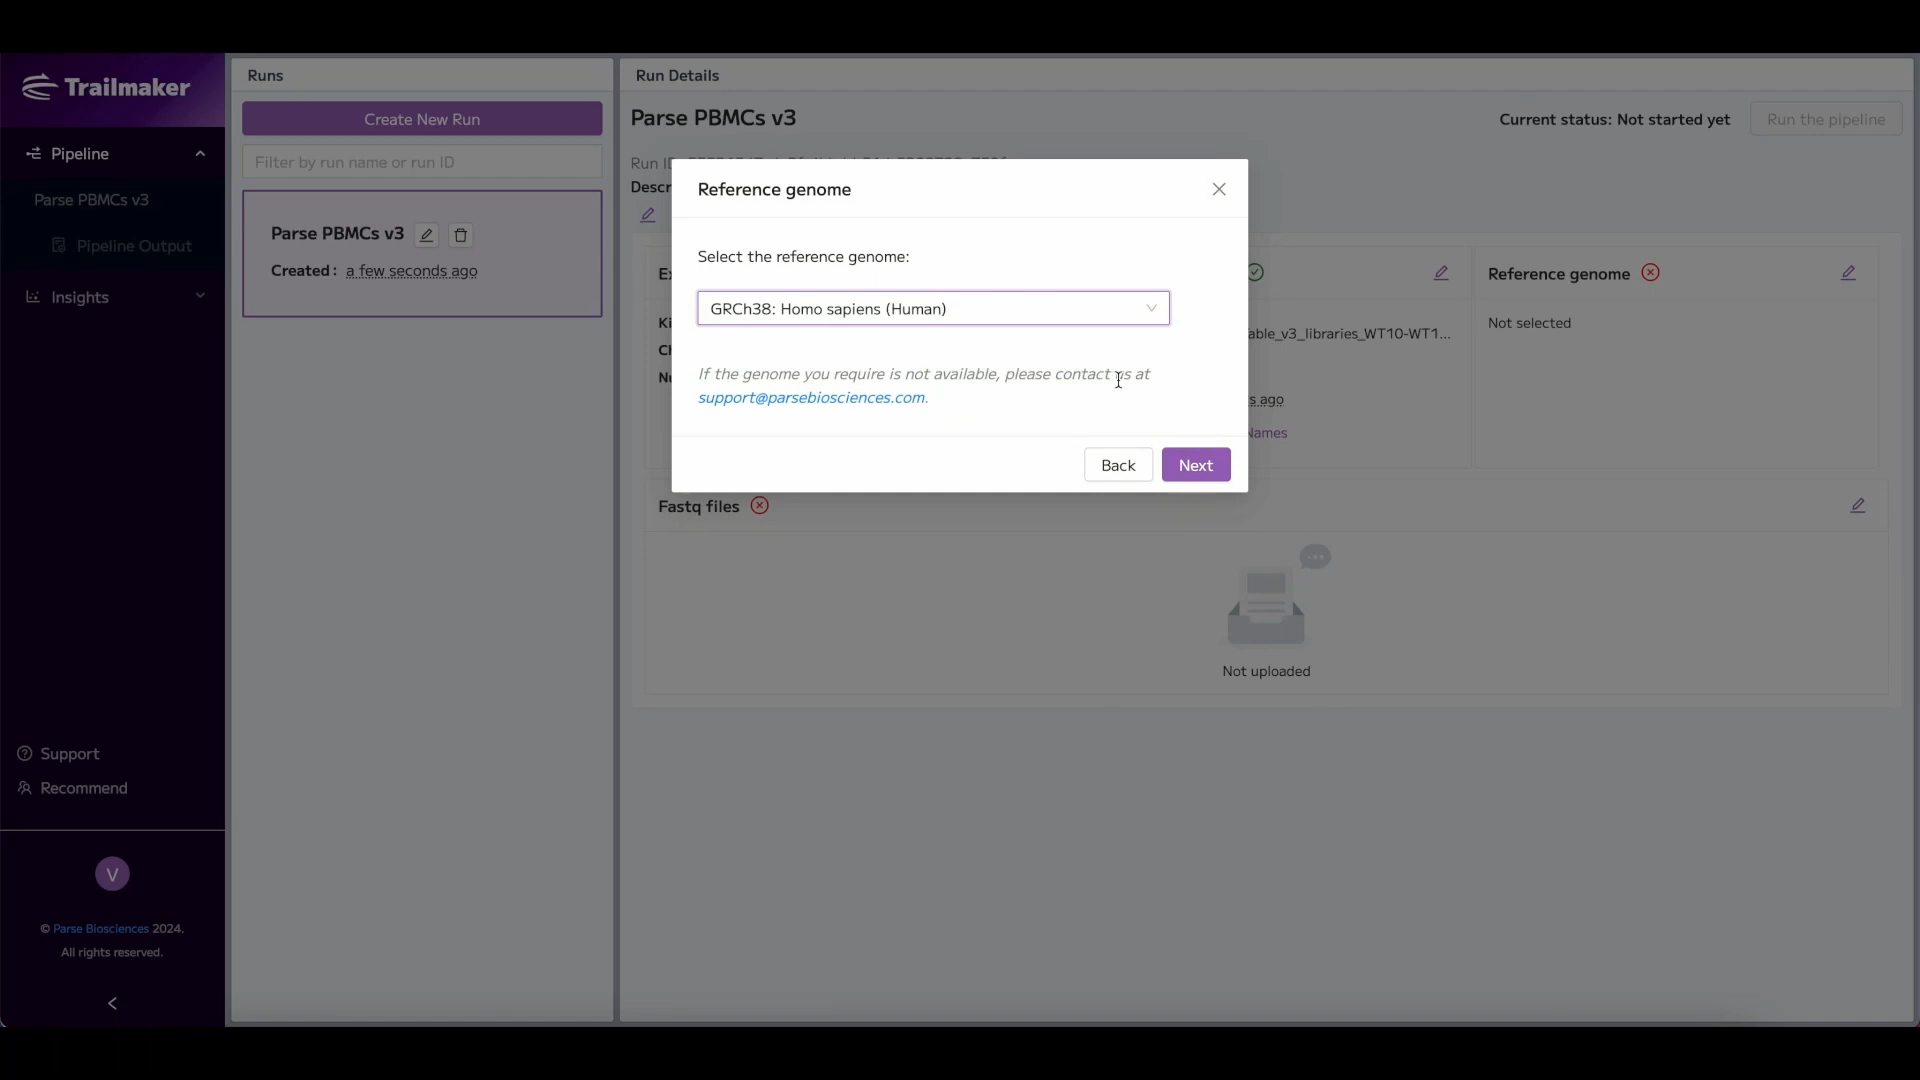 Trailmaker
Pipeline
Parse PBMCs v3
Pipeline Output
Insights
Support
Recommend
V
© Parse Biosciences 2024.
All rights reserved.
Runs
Create New Run
Filter by run name or run ID
Parse PBMCs v3
Created : a few seconds ago
Run Details
Parse PBMCs v3
Current status: Not started yet
Run the pipeline
Run ID
Reference genome
Select the reference genome:
GRCh38: Homo sapiens (Human)
If the genome you require is not available, please contact us at
support@parsebiosciences.com.
Back
Next
able_v3_libraries_WT10-WT1...
s ago
Names
Reference genome
Not selected
Fastq files
Not uploaded